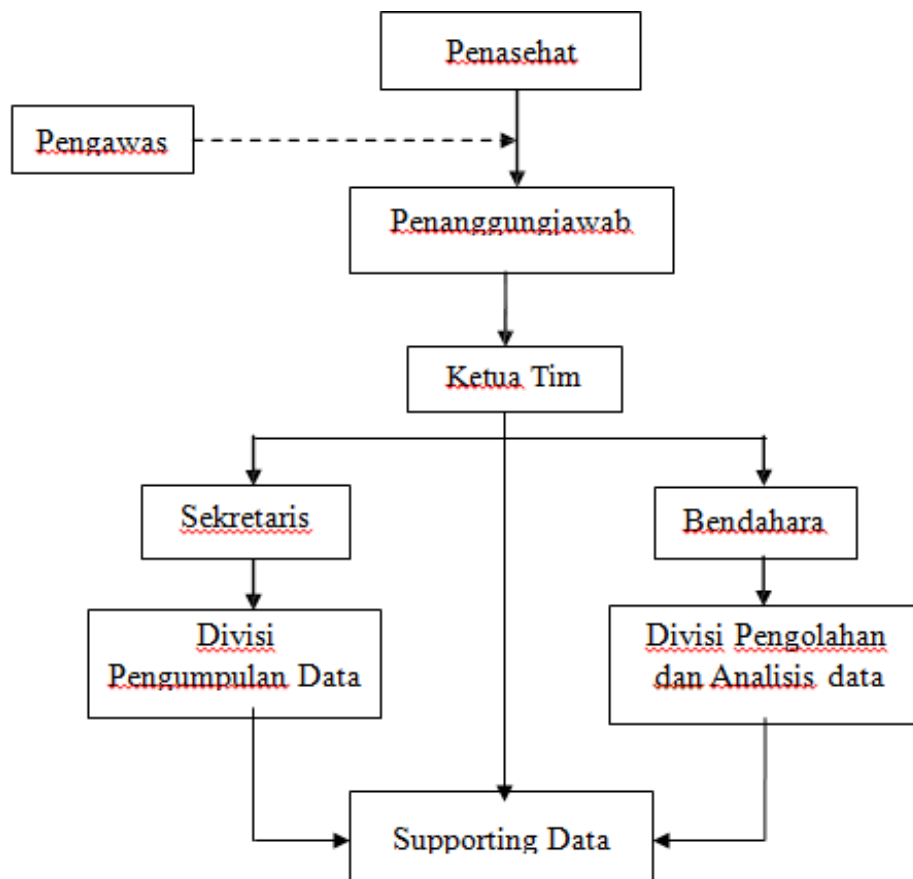 Penasehat
Pengawas
Penanggungjawab
Ketua Tim
Sekretaris
Bendahara
Divisi
Pengumpulan Data
Divisi Pengolahan
dan Analisis data
Supporting Data